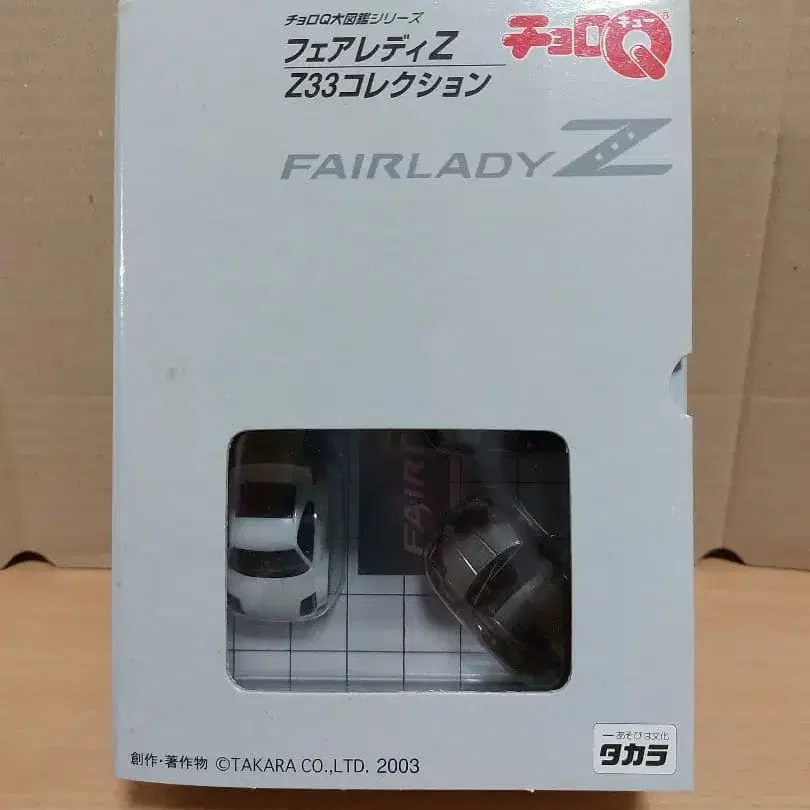 チョロQ大図鑑シリーズ
フェアレディZ
Z33コレクション
チョロQ
キュー
®
FAIRLADY Z
FAIR
創作・著作物 ©TAKARA CO.,LTD. 2003
あそびは文化
タカラ